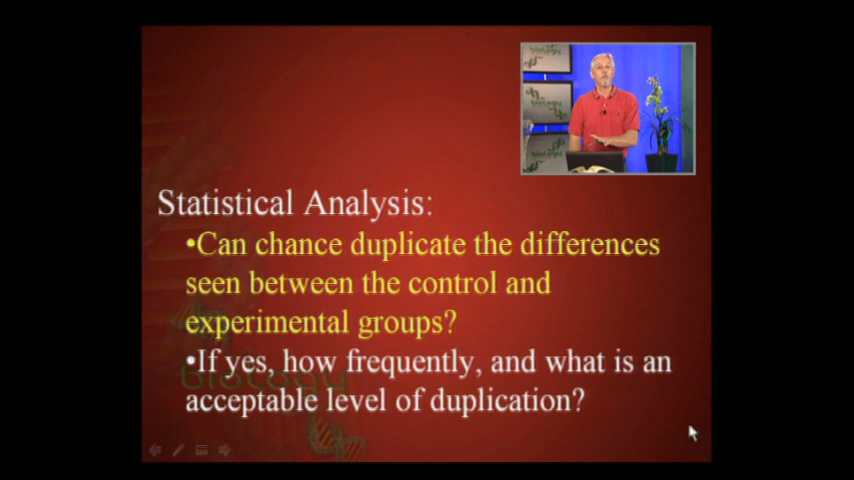 Statistical Analysis:
•Can chance duplicate the differences
seen between the control and
experimental groups?
•If yes, how frequently, and what is an
acceptable level of duplication?
biology